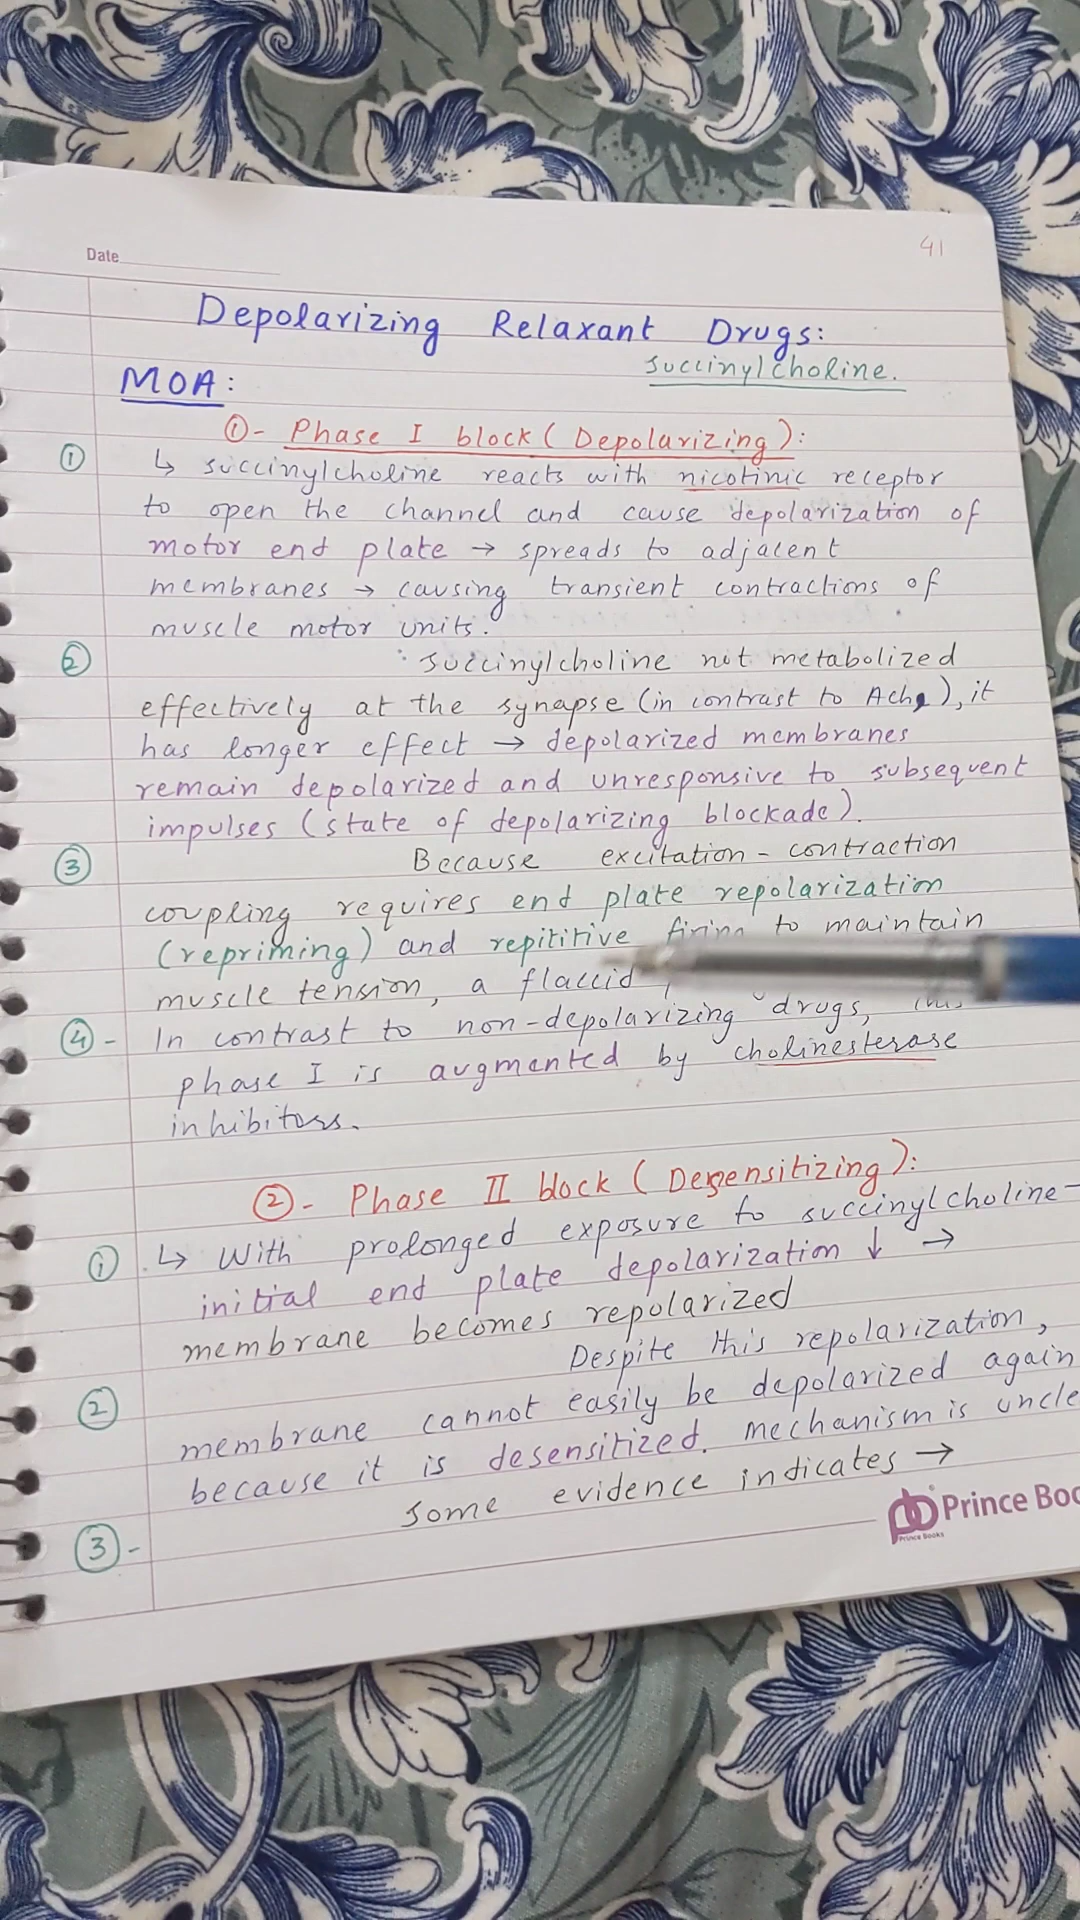 41
Date
Depolarizing Relaxant Drugs:
succinylcholine.
MOA:
①- Phase I block (Depolarizing):
① ↳ succinylcholine reacts with nicotinic receptor
to open the channel and cause depolarization of
motor end plate → spreads to adjacent
membranes → causing transient contractions of
muscle motor units.
② : succinylcholine not metabolized
effectively at the synapse (in contrast to Ach), it
has longer effect → depolarized membranes
remain depolarized and unresponsive to subsequent
impulses (state of depolarizing blockade).
③ Because excitation - contraction
coupling requires end plate repolarization
(repriming) and repititive firing to maintain
muscle tension, a flaccid
④- In contrast to non-depolarizing drugs, this
phase I is augmented by cholinesterase
inhibitors.
②- Phase II block (Desensitizing):
① ↳ With prolonged exposure to succinylcholine-
initial end plate depolarization ↓ →
membrane becomes repolarized
② Despite this repolarization,
membrane cannot easily be depolarized again
because it is desensitized. mechanism is uncle
③- some evidence indicates →
Prince Boo
Prince Books